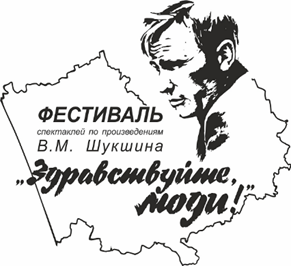 ФЕСТИВАЛЬ
спектаклей по произведениям
В.М. Шукшина
„Здравствуйте,
люди!"